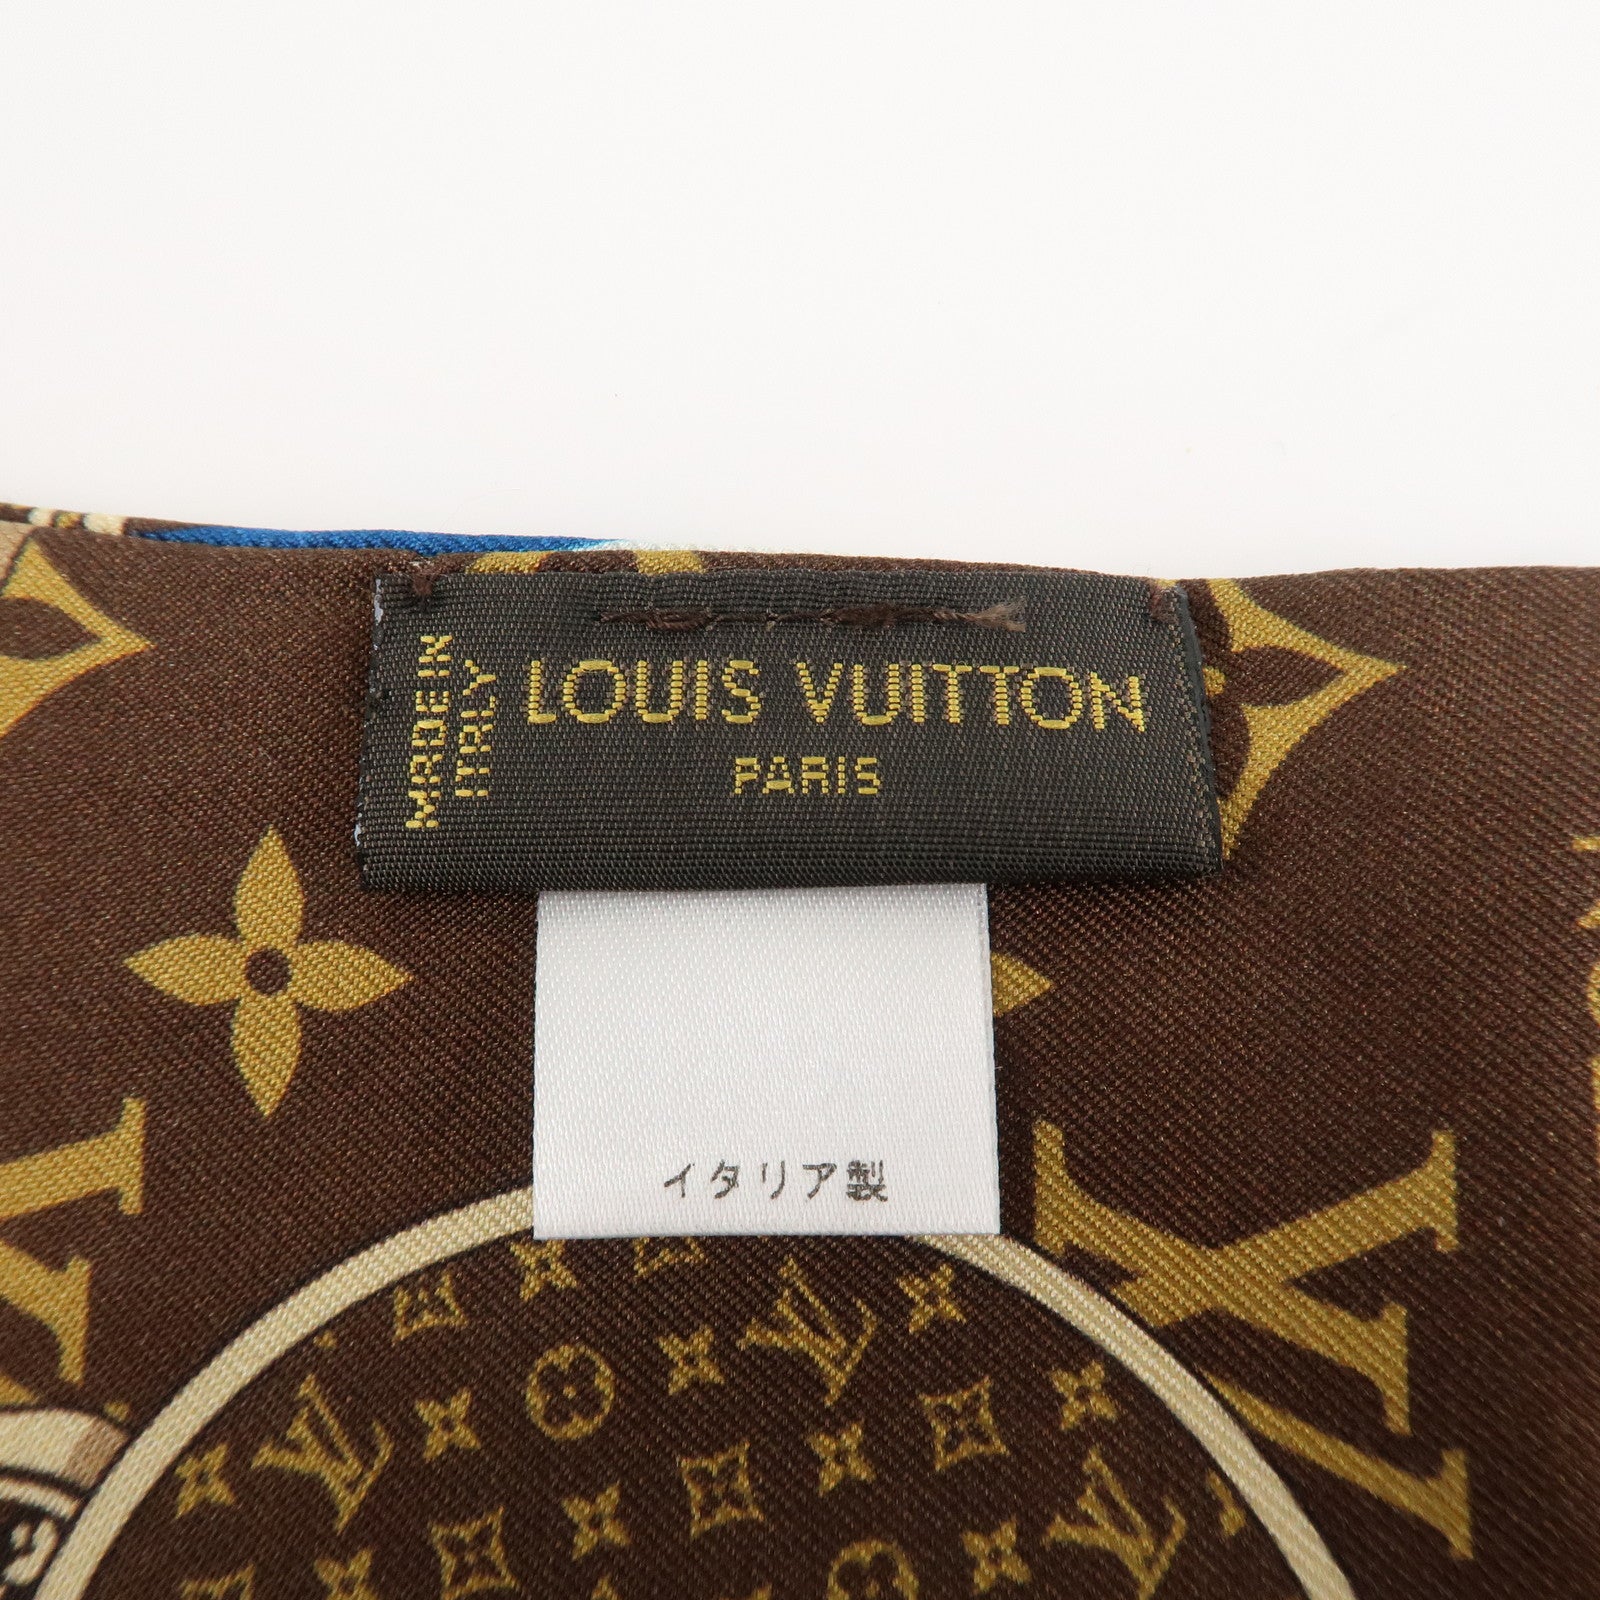 MADE IN
ITALY
LOUIS VUITTON
PARIS
イタリア製